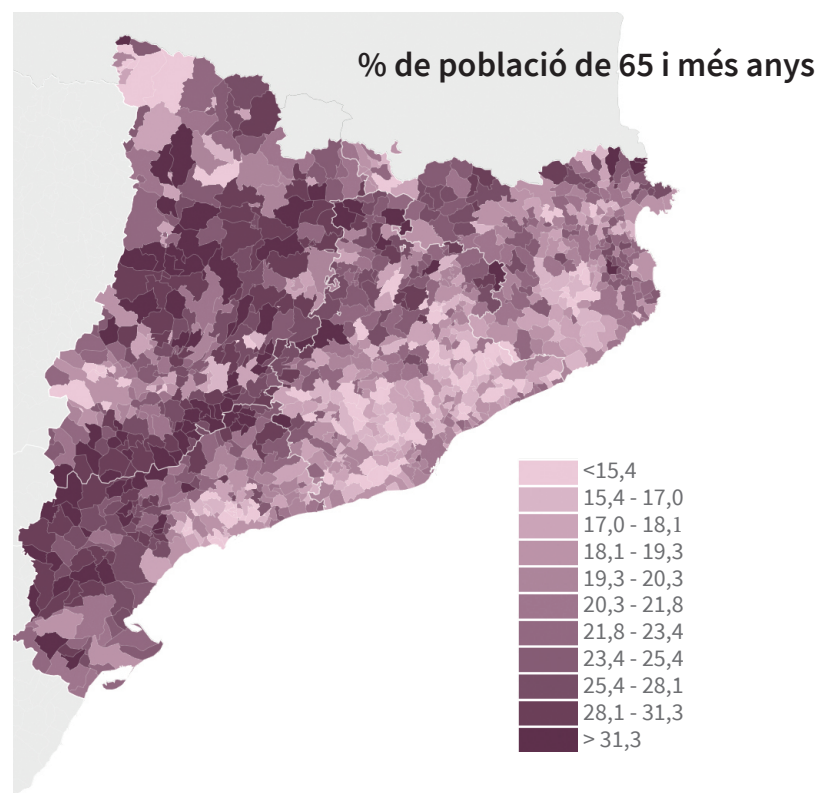 % de població de 65 i més anys
<15,4
15,4 - 17,0
17,0 - 18,1
18,1 - 19,3
19,3 - 20,3
20,3 - 21,8
21,8 - 23,4
23,4 - 25,4
25,4 - 28,1
28,1 - 31,3
> 31,3